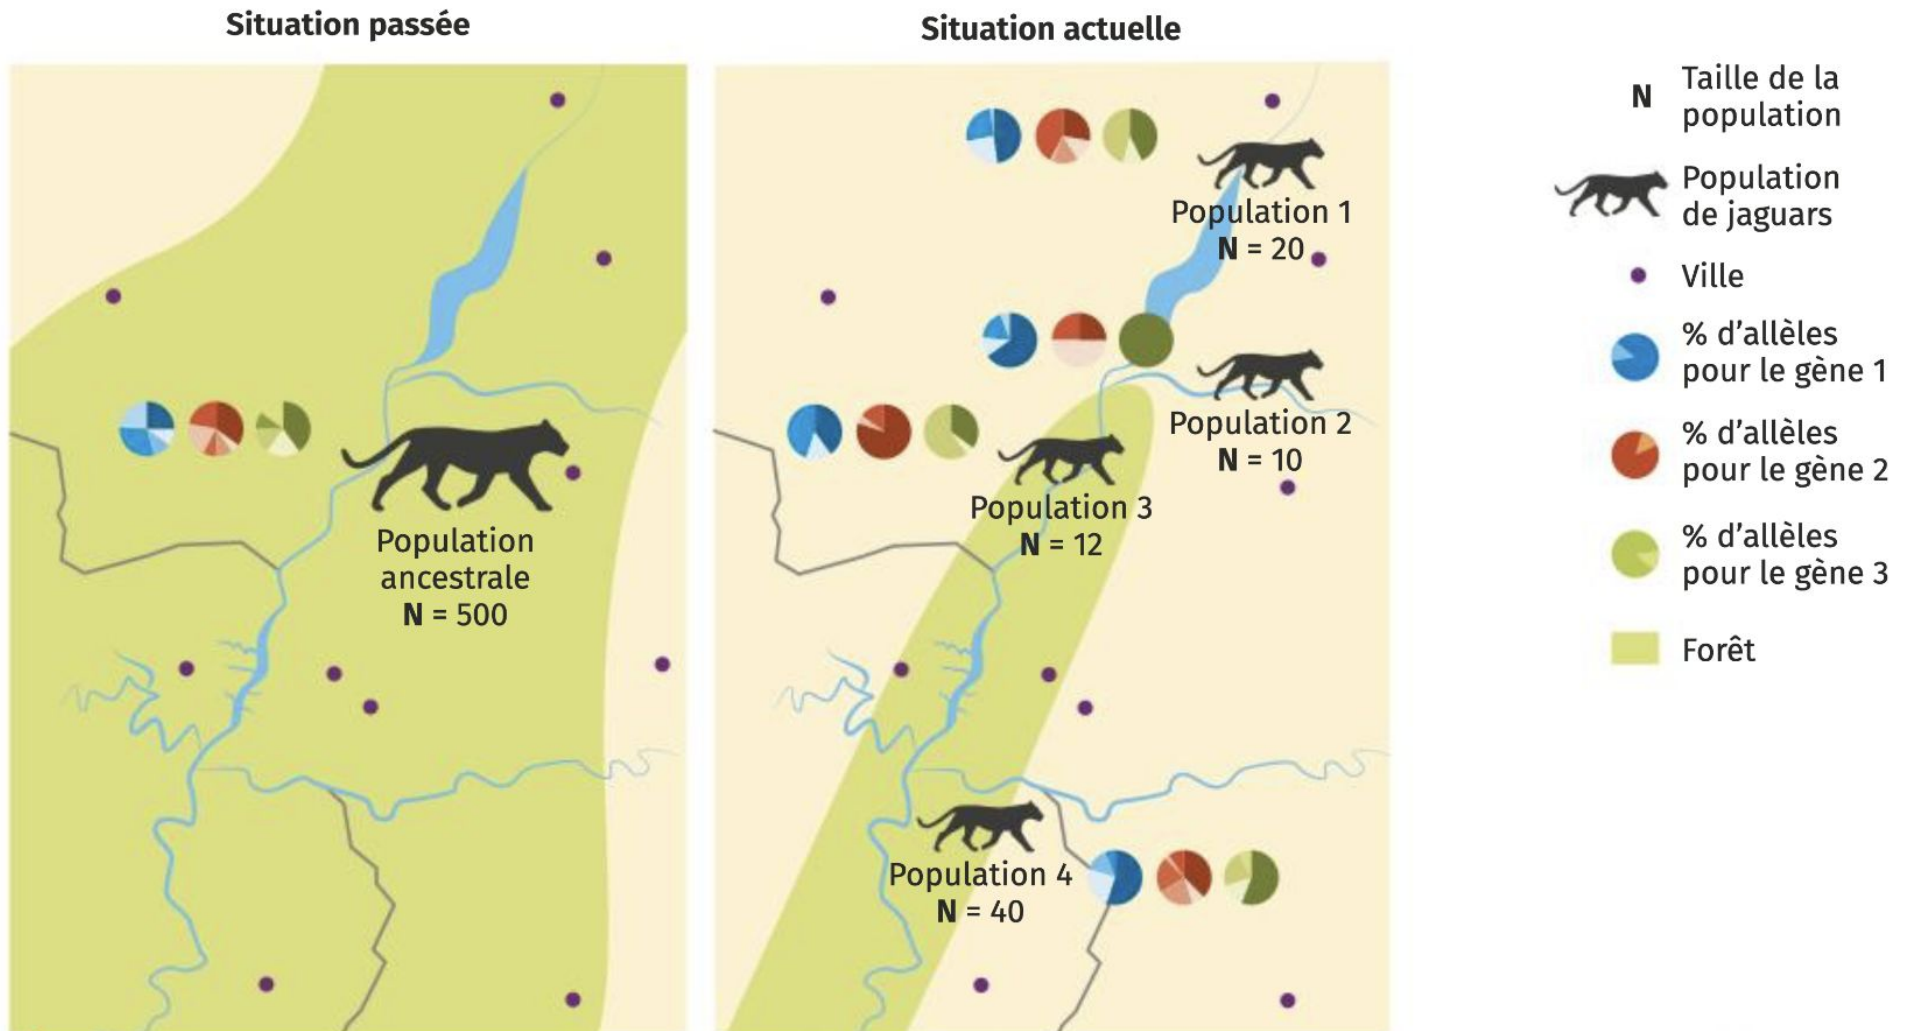 Situation passée
Population
ancestrale
N = 500
Situation actuelle
Population 1
N = 20
Population 2
N = 10
Population 3
N = 12
Population 4
N = 40
N
Taille de la
population
Population
de jaguars
Ville
% d’allèles
pour le gène 1
% d’allèles
pour le gène 2
% d’allèles
pour le gène 3
Forêt